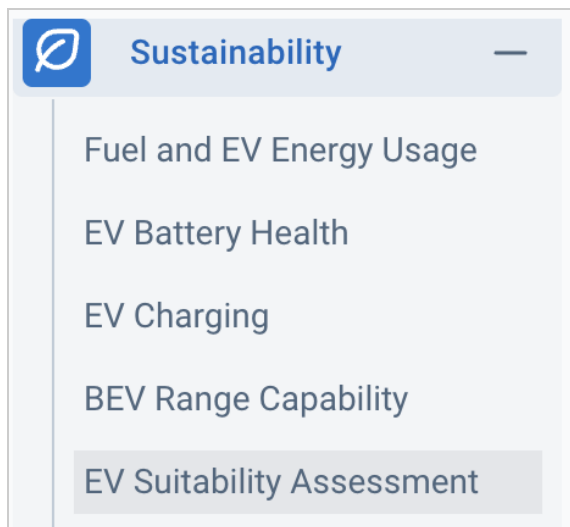 Sustainability
Fuel and EV Energy Usage
EV Battery Health
EV Charging
BEV Range Capability
EV Suitability Assessment